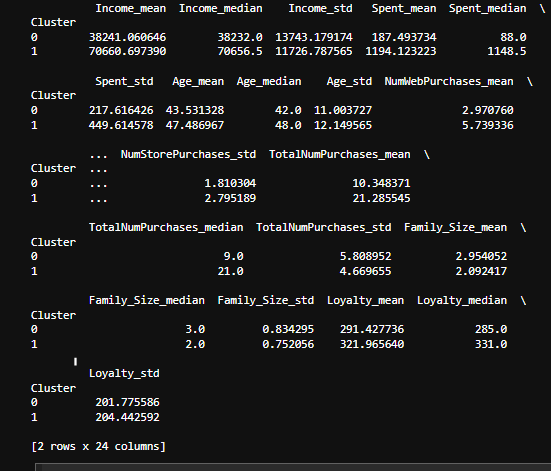 Income_mean  Income_median     Income_std   Spent_mean  Spent_median  \
Cluster
0        38241.060646        38232.0  13743.179174   187.493734          88.0
1        70660.697390        70656.5  11726.787565  1194.123223        1148.5
Spent_std   Age_mean  Age_median    Age_std  NumWebPurchases_mean  \
Cluster
0        217.616426  43.531328        42.0  11.003727              2.970760
1        449.614578  47.486967        48.0  12.149565              5.739336
...  NumStorePurchases_std  TotalNumPurchases_mean  \
Cluster  ...
0        ...               1.810304               10.348371
1        ...               2.795189               21.285545
TotalNumPurchases_median  TotalNumPurchases_std  Family_Size_mean  \
Cluster
0                             9.0               5.808952          2.954052
1                            21.0               4.669655          2.092417
Family_Size_median  Family_Size_std  Loyalty_mean  Loyalty_median  \
Cluster
0                       3.0         0.834295    291.427736           285.0
1                       2.0         0.752056    321.965640           331.0
Loyalty_std
Cluster
0         201.775586
1         204.442592
[2 rows x 24 columns]